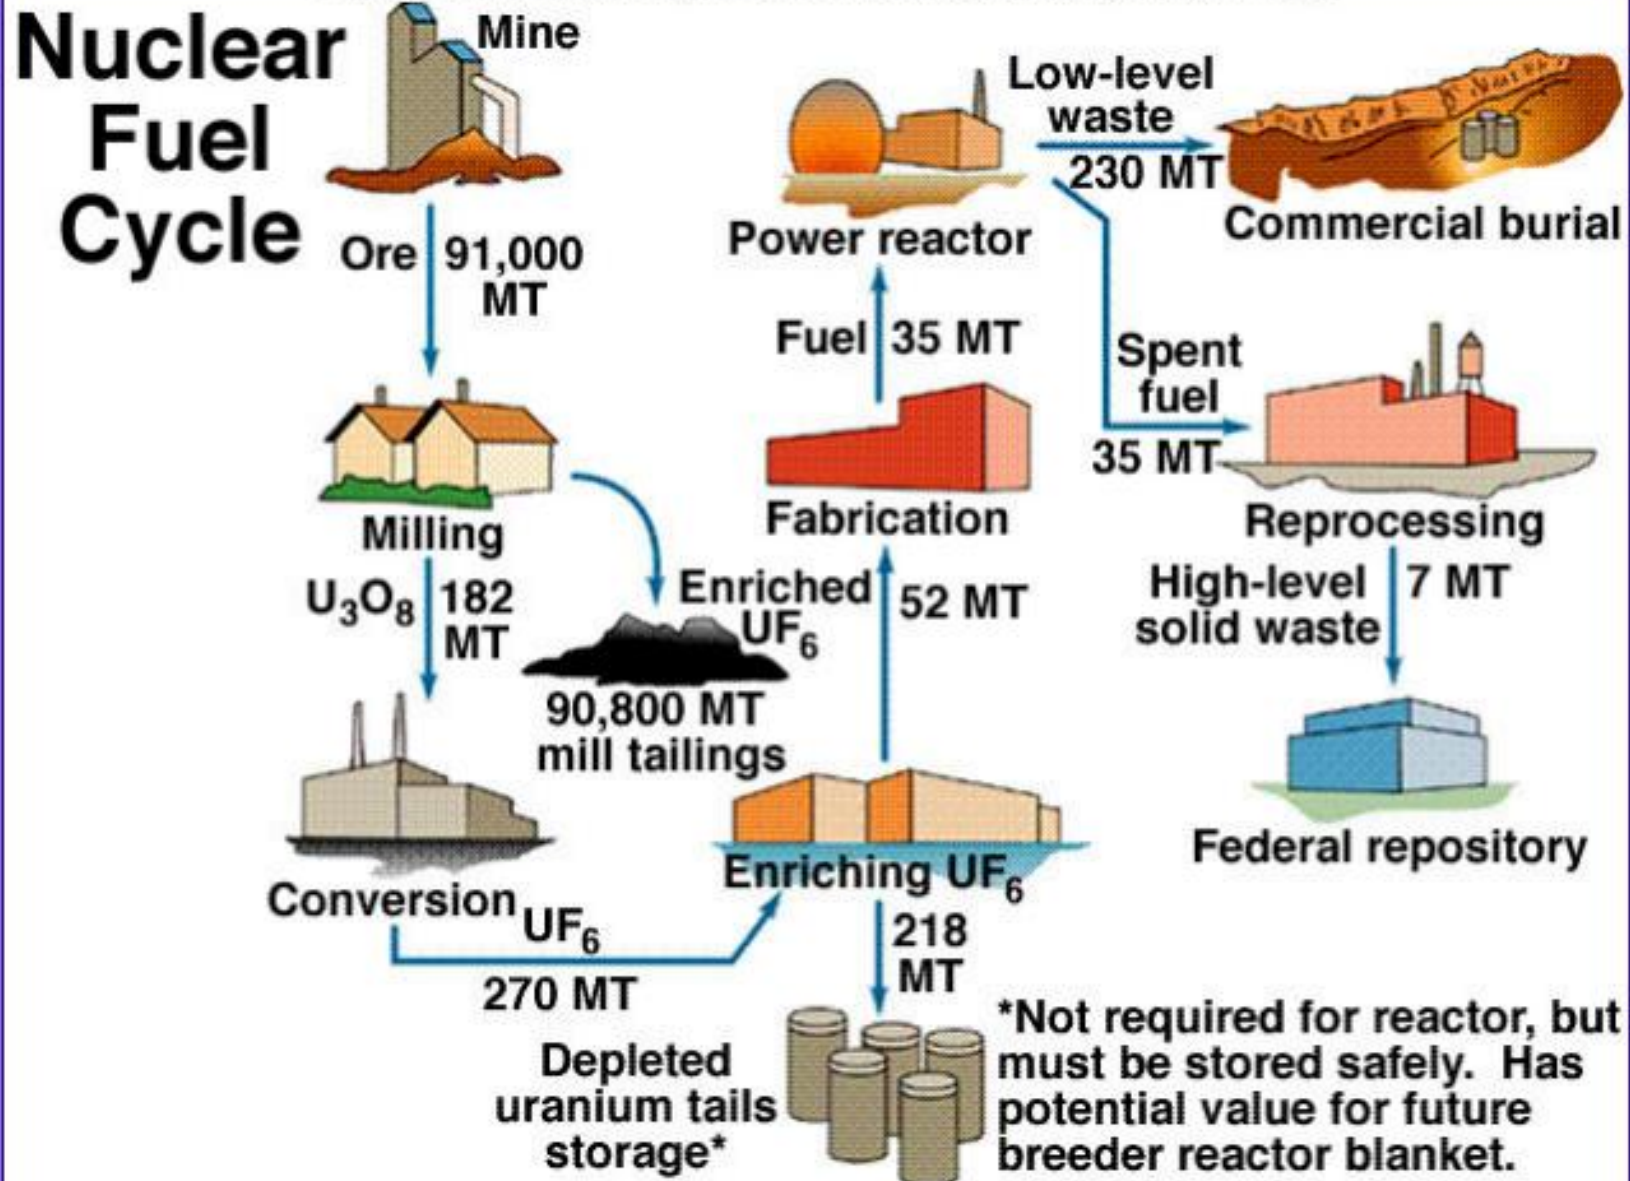 Nuclear
Fuel
Cycle
Mine
Ore
91,000
MT
Milling
U₃O₈
182
MT
90,800 MT
mill tailings
Conversion
UF₆
270 MT
Enriching UF₆
218
MT
Depleted
uranium tails
storage*
*Not required for reactor, but
must be stored safely. Has
potential value for future
breeder reactor blanket.
Enriched
UF₆
52 MT
Fabrication
Fuel
35 MT
Power reactor
Low-level
waste
230 MT
Commercial burial
Spent
fuel
35 MT
Reprocessing
High-level
solid waste
7 MT
Federal repository